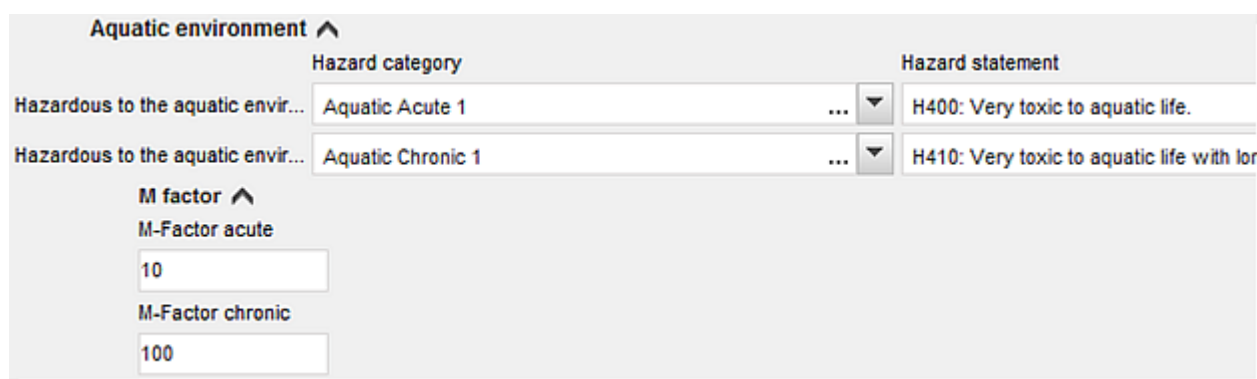 Aquatic environment
Hazard category Hazard statement
Hazardous to the aquatic envir... Aquatic Acute 1 ... H400: Very toxic to aquatic life.
Hazardous to the aquatic envir... Aquatic Chronic 1 ... H410: Very toxic to aquatic life with lon
M factor
M-Factor acute
10
M-Factor chronic
100